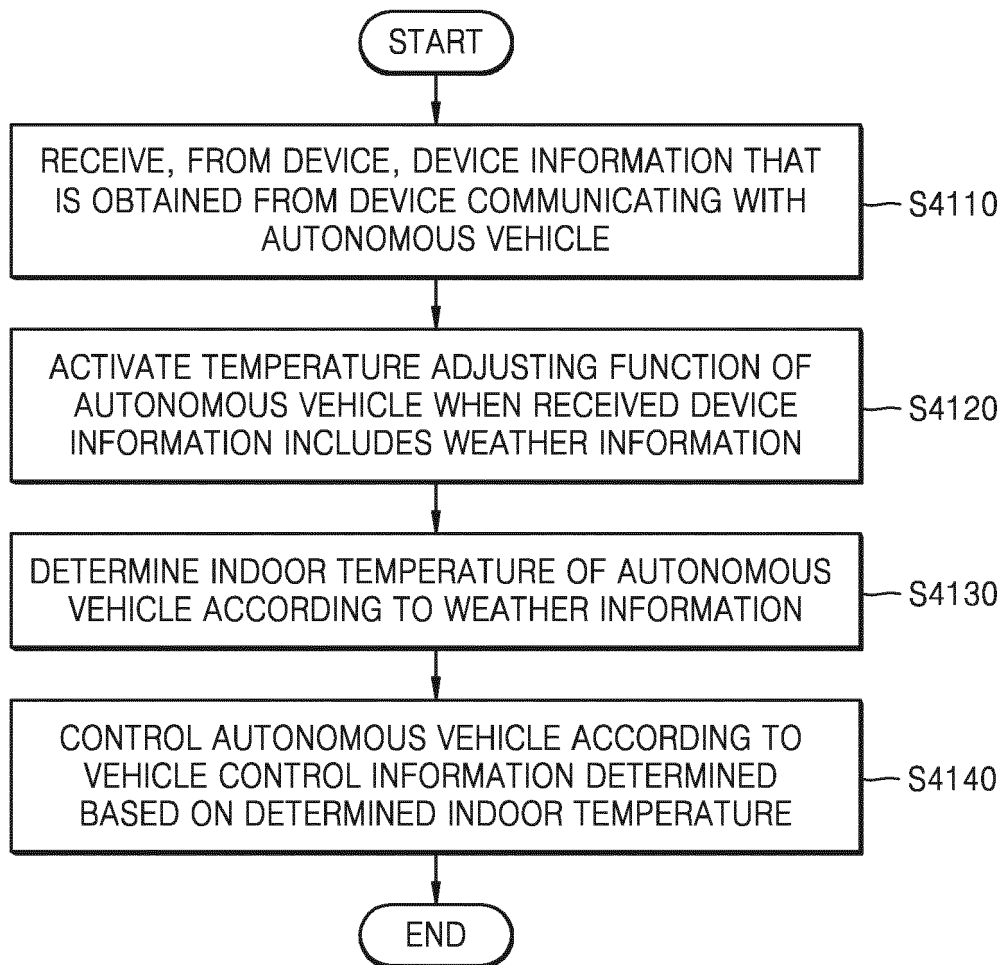 START
RECEIVE, FROM DEVICE, DEVICE INFORMATION THAT
IS OBTAINED FROM DEVICE COMMUNICATING WITH
AUTONOMOUS VEHICLE
S4110
ACTIVATE TEMPERATURE ADJUSTING FUNCTION OF
AUTONOMOUS VEHICLE WHEN RECEIVED DEVICE
INFORMATION INCLUDES WEATHER INFORMATION
S4120
DETERMINE INDOOR TEMPERATURE OF AUTONOMOUS
VEHICLE ACCORDING TO WEATHER INFORMATION
S4130
CONTROL AUTONOMOUS VEHICLE ACCORDING TO
VEHICLE CONTROL INFORMATION DETERMINED
BASED ON DETERMINED INDOOR TEMPERATURE
S4140
END